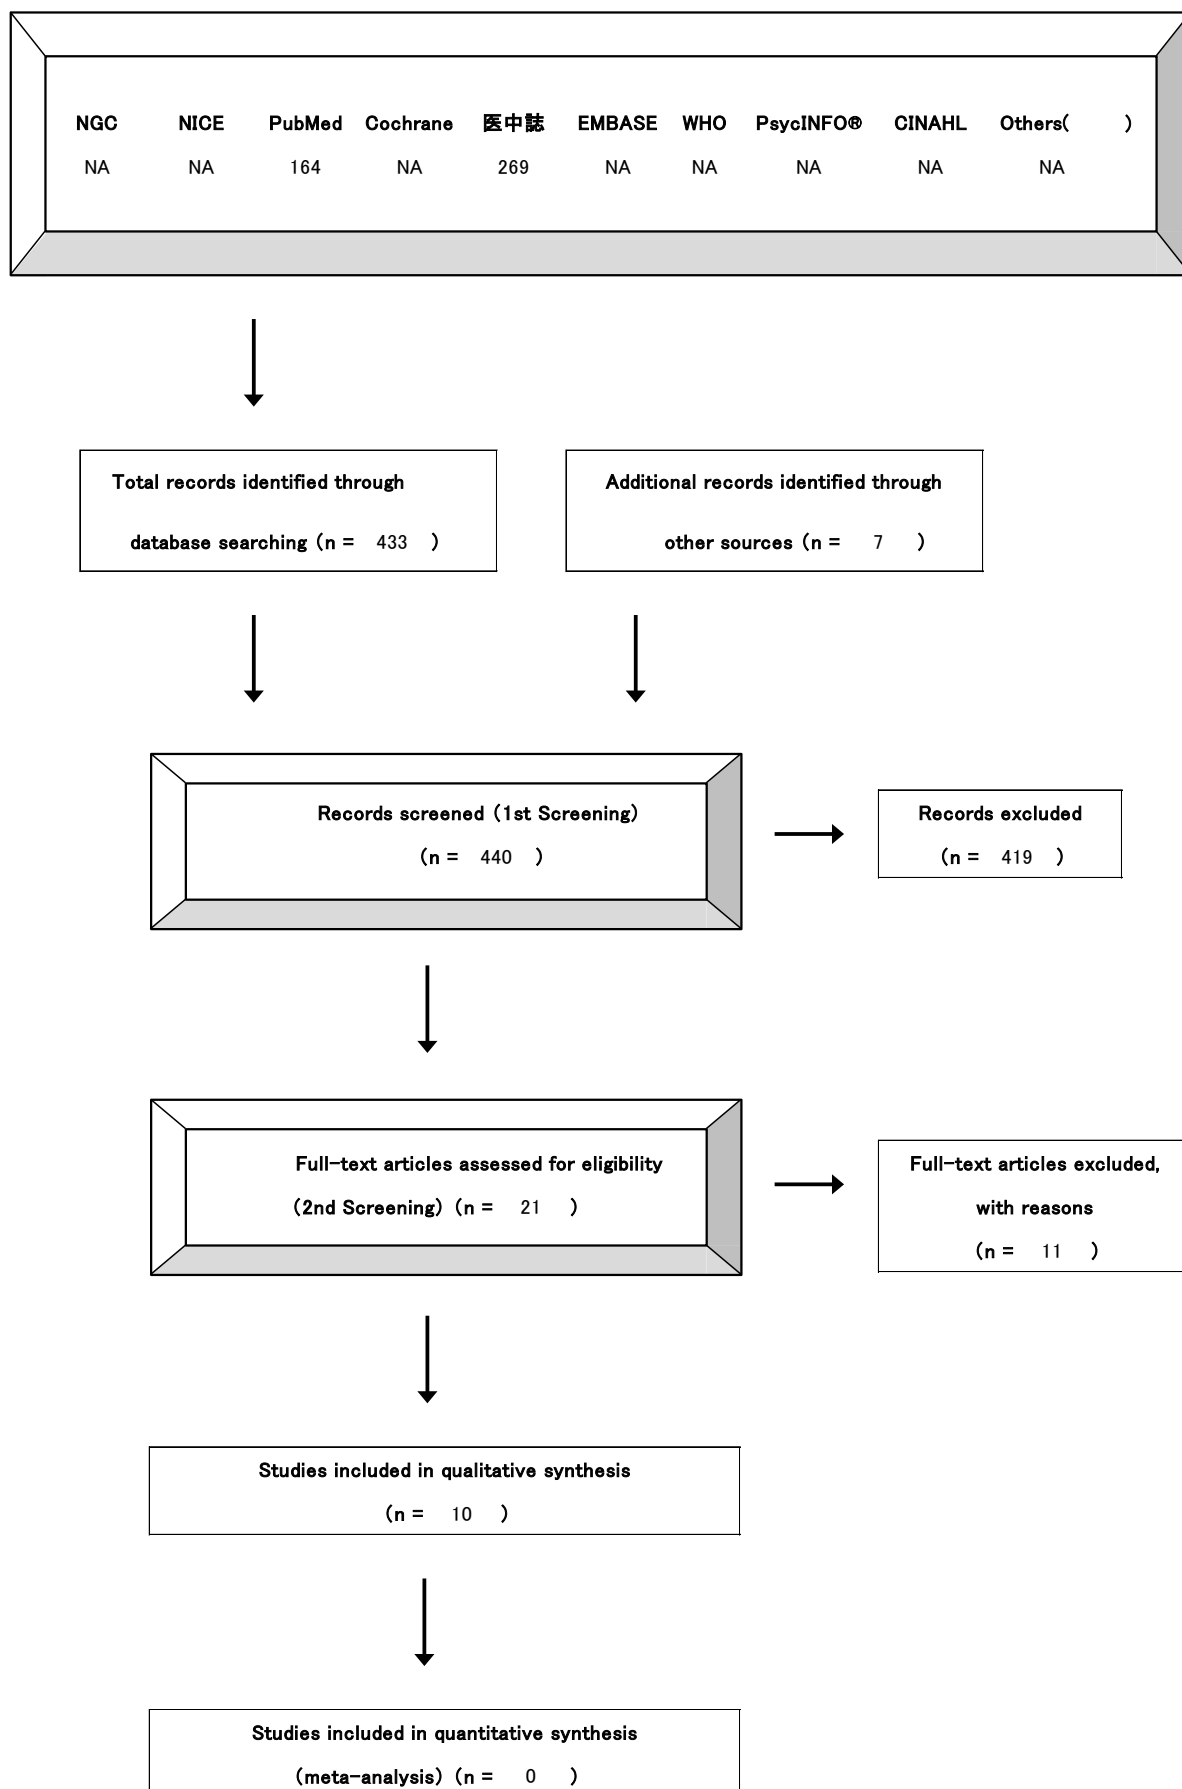 NGC NICE PubMed Cochrane 医中誌 EMBASE WHO PsycINFO® CINAHL Others( )
NA NA 164 NA 269 NA NA NA NA NA
Total records identified through
database searching (n = 433 )
Additional records identified through
other sources (n = 7 )
Records screened (1st Screening)
(n = 440 )
Records excluded
(n = 419 )
Full-text articles assessed for eligibility
(2nd Screening) (n = 21 )
Full-text articles excluded,
with reasons
(n = 11 )
Studies included in qualitative synthesis
(n = 10 )
Studies included in quantitative synthesis
(meta-analysis) (n = 0 )